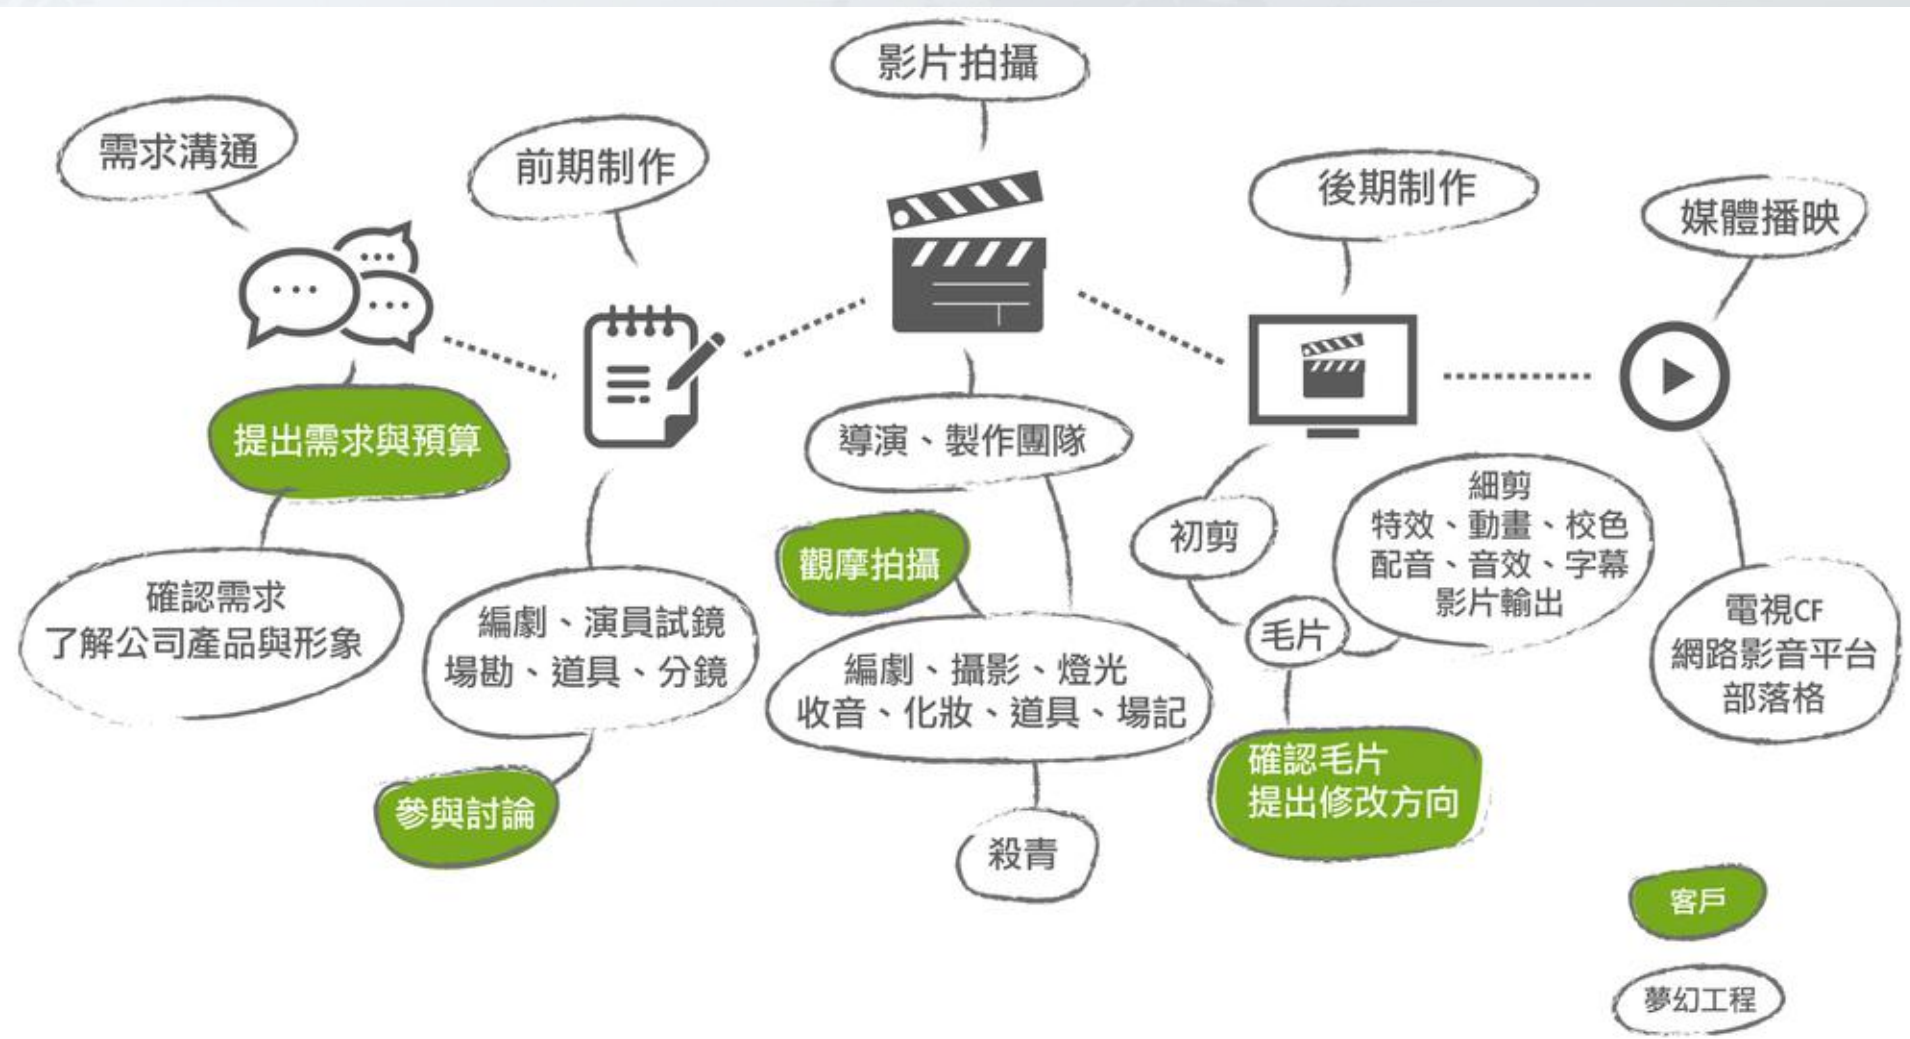 需求溝通
提出需求與預算
確認需求
了解公司產品與形象
前期制作
編劇、演員試鏡
場勘、道具、分鏡
參與討論
影片拍攝
導演、製作團隊
觀摩拍攝
編劇、攝影、燈光
收音、化妝、道具、場記
殺青
後期制作
初剪
毛片
細剪
特效、動畫、校色
配音、音效、字幕
影片輸出
確認毛片
提出修改方向
媒體播映
電視CF
網路影音平台
部落格
客戶
夢幻工程